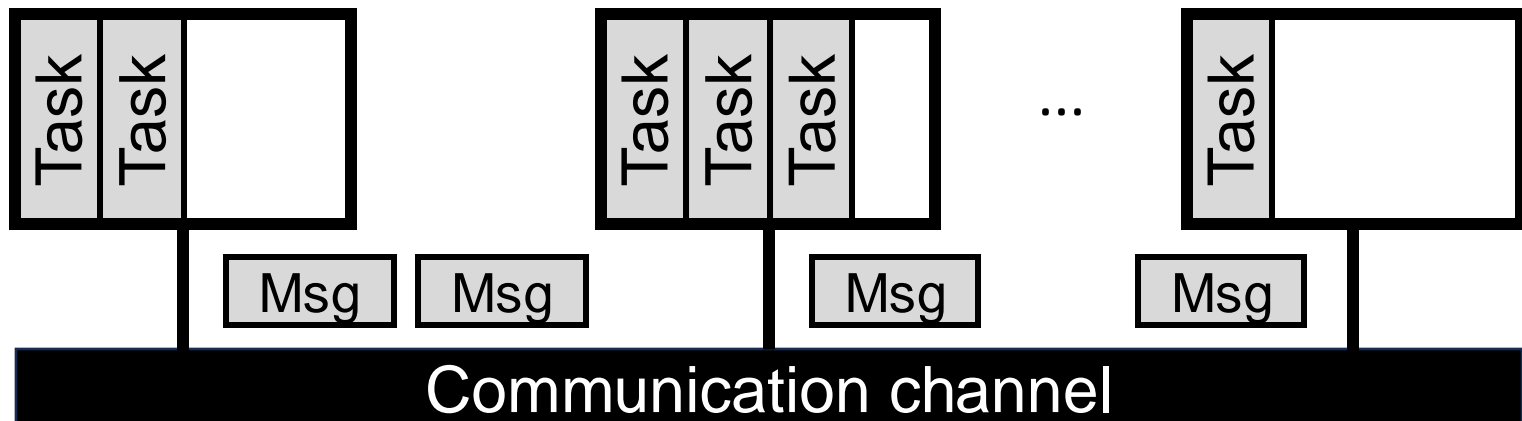 Task Task Task Task Task ... Task
Msg Msg Msg Msg
Communication channel